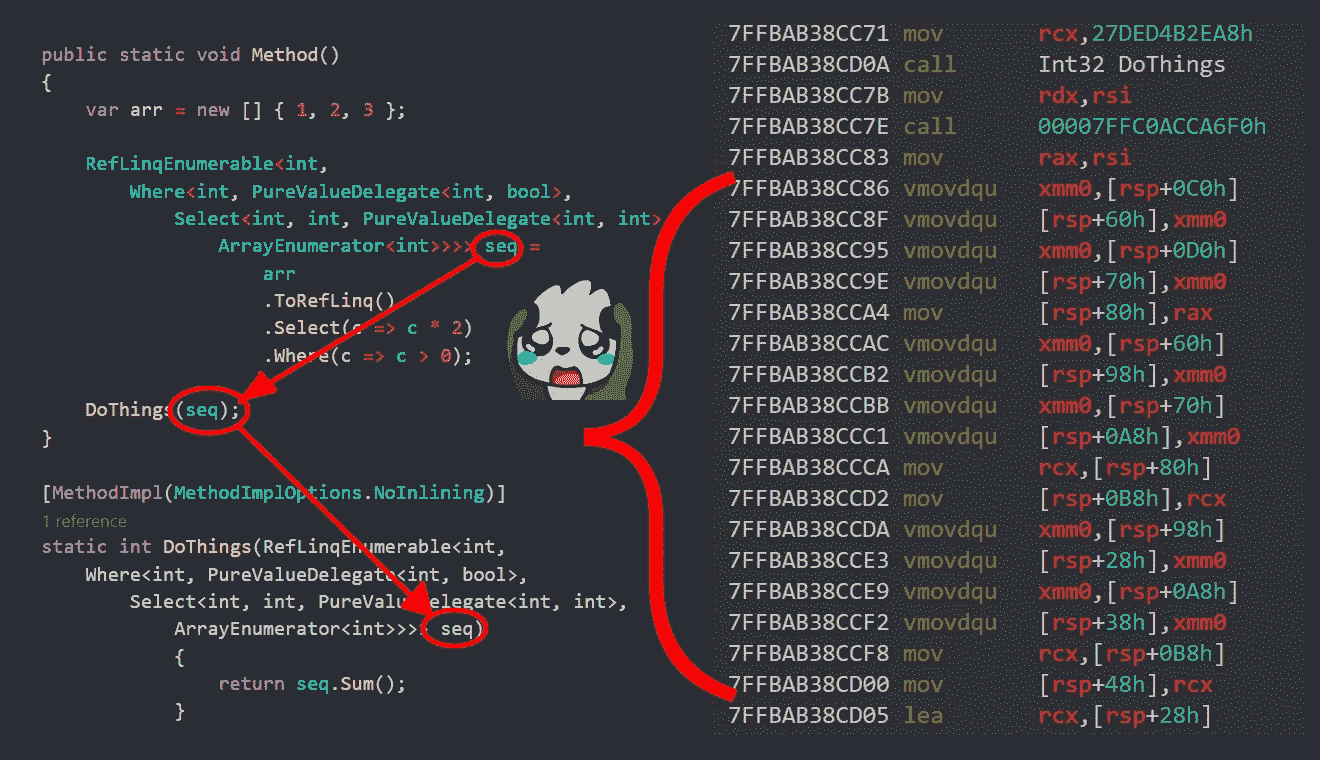 public static void Method()
{
var arr = new [] { 1, 2, 3 };
RefLinqEnumerable<int,
Where<int, PureValueDelegate<int, bool>,
Select<int, int, PureValueDelegate<int, int>
ArrayEnumerator<int>>>> seq =
arr
.ToRefLinq()
.Select(c => c * 2)
.Where(c => c > 0);
DoThings(seq);
}
[MethodImpl(MethodImplOptions.NoInlining)]
1 reference
static int DoThings(RefLinqEnumerable<int,
Where<int, PureValueDelegate<int, bool>,
Select<int, int, PureValueDelegate<int, int>,
ArrayEnumerator<int>>>> seq)
{
return seq.Sum();
}
7FFBAB38CC71 mov rcx,27DED4B2EA8h
7FFBAB38CD0A call Int32 DoThings
7FFBAB38CC7B mov rdx,rsi
7FFBAB38CC7E call 00007FFC0ACCA6F0h
7FFBAB38CC83 mov rax,rsi
7FFBAB38CC86 vmovdqu xmm0,[rsp+0C0h]
7FFBAB38CC8F vmovdqu [rsp+60h],xmm0
7FFBAB38CC95 vmovdqu xmm0,[rsp+0D0h]
7FFBAB38CC9E vmovdqu [rsp+70h],xmm0
7FFBAB38CCA4 mov [rsp+80h],rax
7FFBAB38CCAC vmovdqu xmm0,[rsp+60h]
7FFBAB38CCB2 vmovdqu [rsp+98h],xmm0
7FFBAB38CCBB vmovdqu xmm0,[rsp+70h]
7FFBAB38CCC1 vmovdqu [rsp+0A8h],xmm0
7FFBAB38CCCA mov rcx,[rsp+80h]
7FFBAB38CCD2 mov [rsp+0B8h],rcx
7FFBAB38CCDA vmovdqu xmm0,[rsp+98h]
7FFBAB38CCE3 vmovdqu [rsp+28h],xmm0
7FFBAB38CCE9 vmovdqu xmm0,[rsp+0A8h]
7FFBAB38CCF2 vmovdqu [rsp+38h],xmm0
7FFBAB38CCF8 mov rcx,[rsp+0B8h]
7FFBAB38CD00 mov [rsp+48h],rcx
7FFBAB38CD05 lea rcx,[rsp+28h]